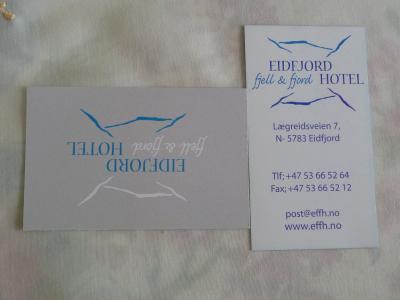 EIDFJORD
fjell & fjord HOTEL
Lægreidsveien 7,
N- 5783 Eidfjord
Tlf; +47 53 66 52 64
Fax; +47 53 66 52 12
post@effh.no
www.effh.no
EIDFJORD
fjell & fjord HOTEL